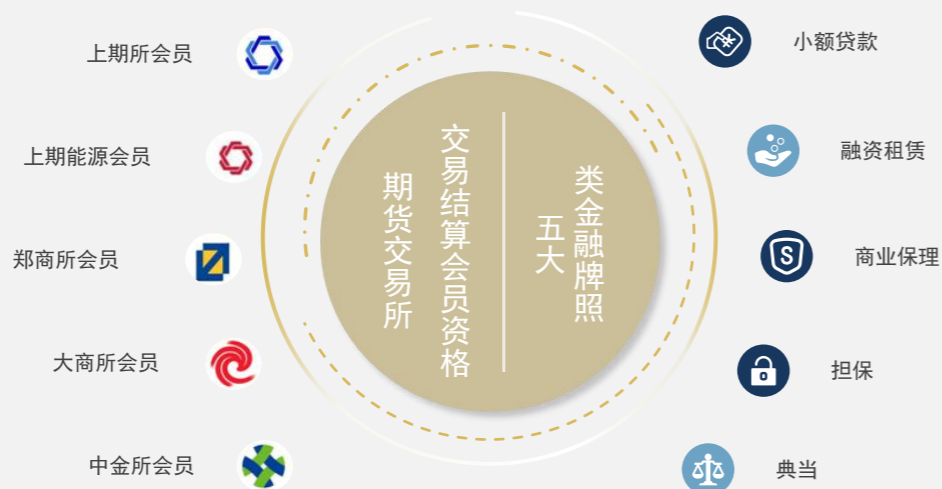 上期所会员
上期能源会员
郑商所会员
大商所会员
中金所会员
期货交易所
交易结算会员资格
五大
类金融牌照
小额贷款
融资租赁
商业保理
担保
典当